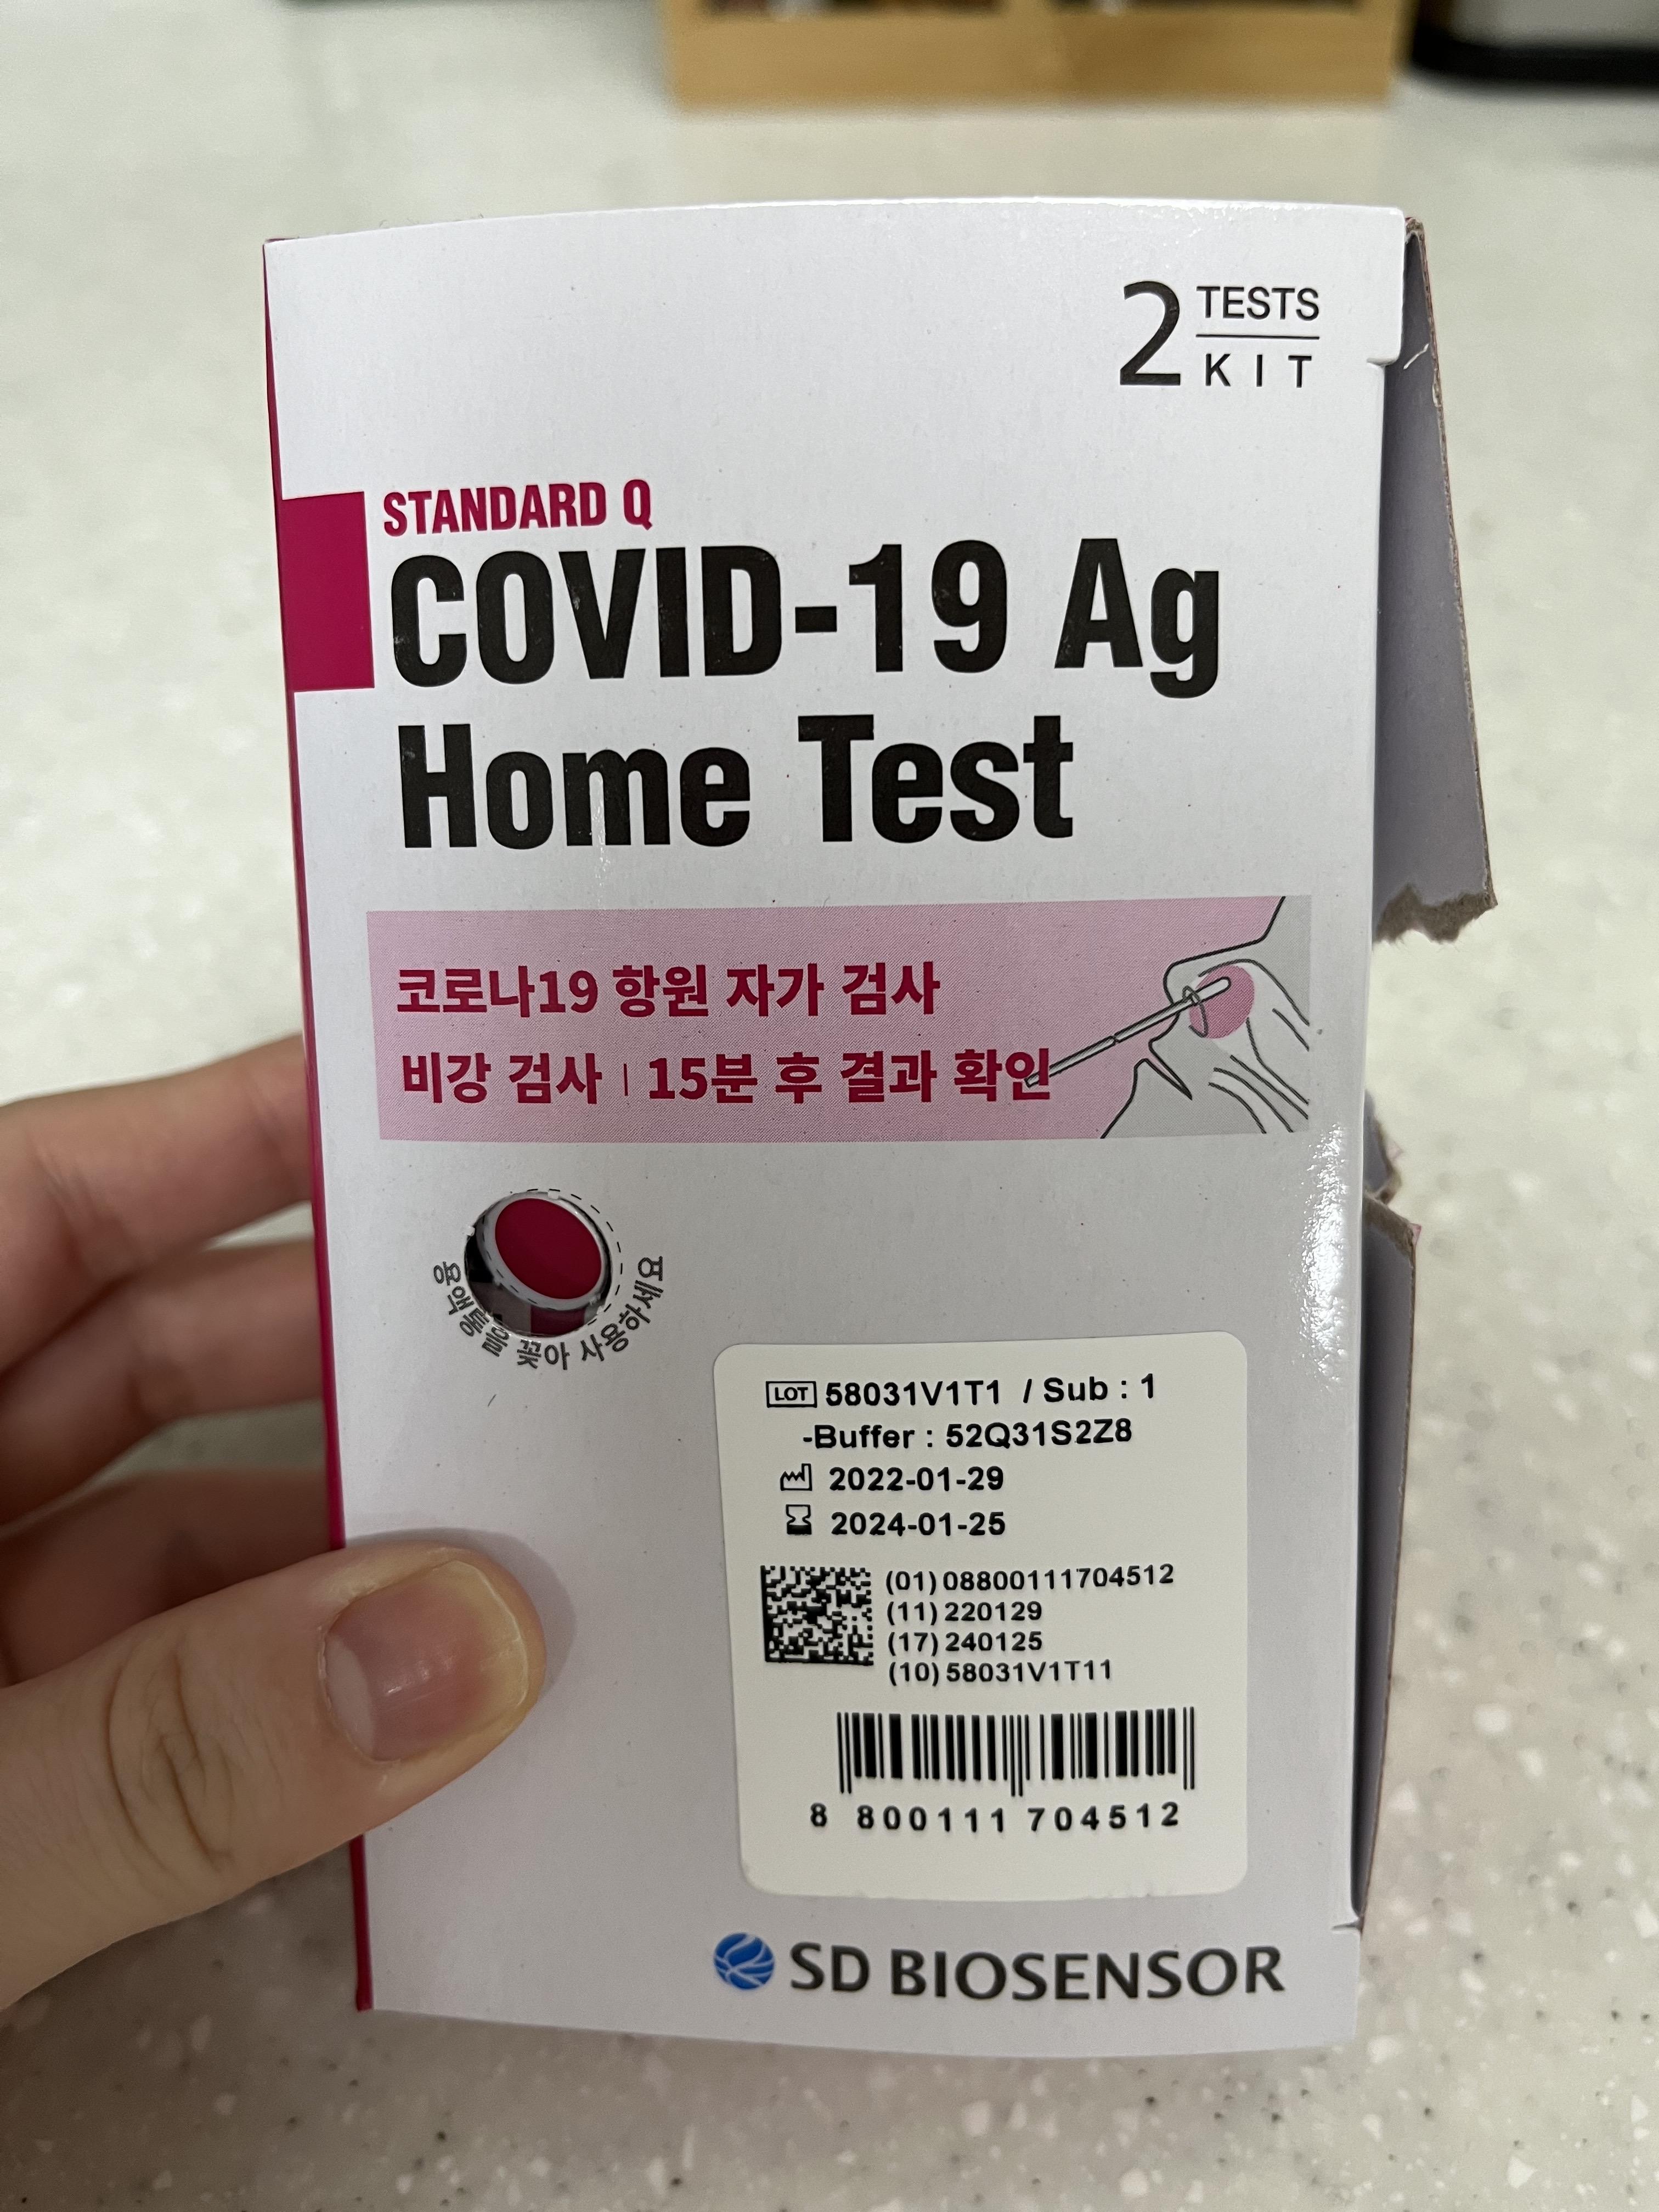 2 TESTS
KIT
STANDARD Q
COVID-19 Ag
Home Test
코로나19 항원 자가 검사
비강 검사 | 15분 후 결과 확인
용액통을 꽂아 사용하세요
LOT 58031V1T1 / Sub : 1
-Buffer : 52Q31S2Z8
2022-01-29
2024-01-25
(01) 08800111704512
(11) 220129
(17) 240125
(10) 58031V1T11
8 800111 704512
SD BIOSENSOR